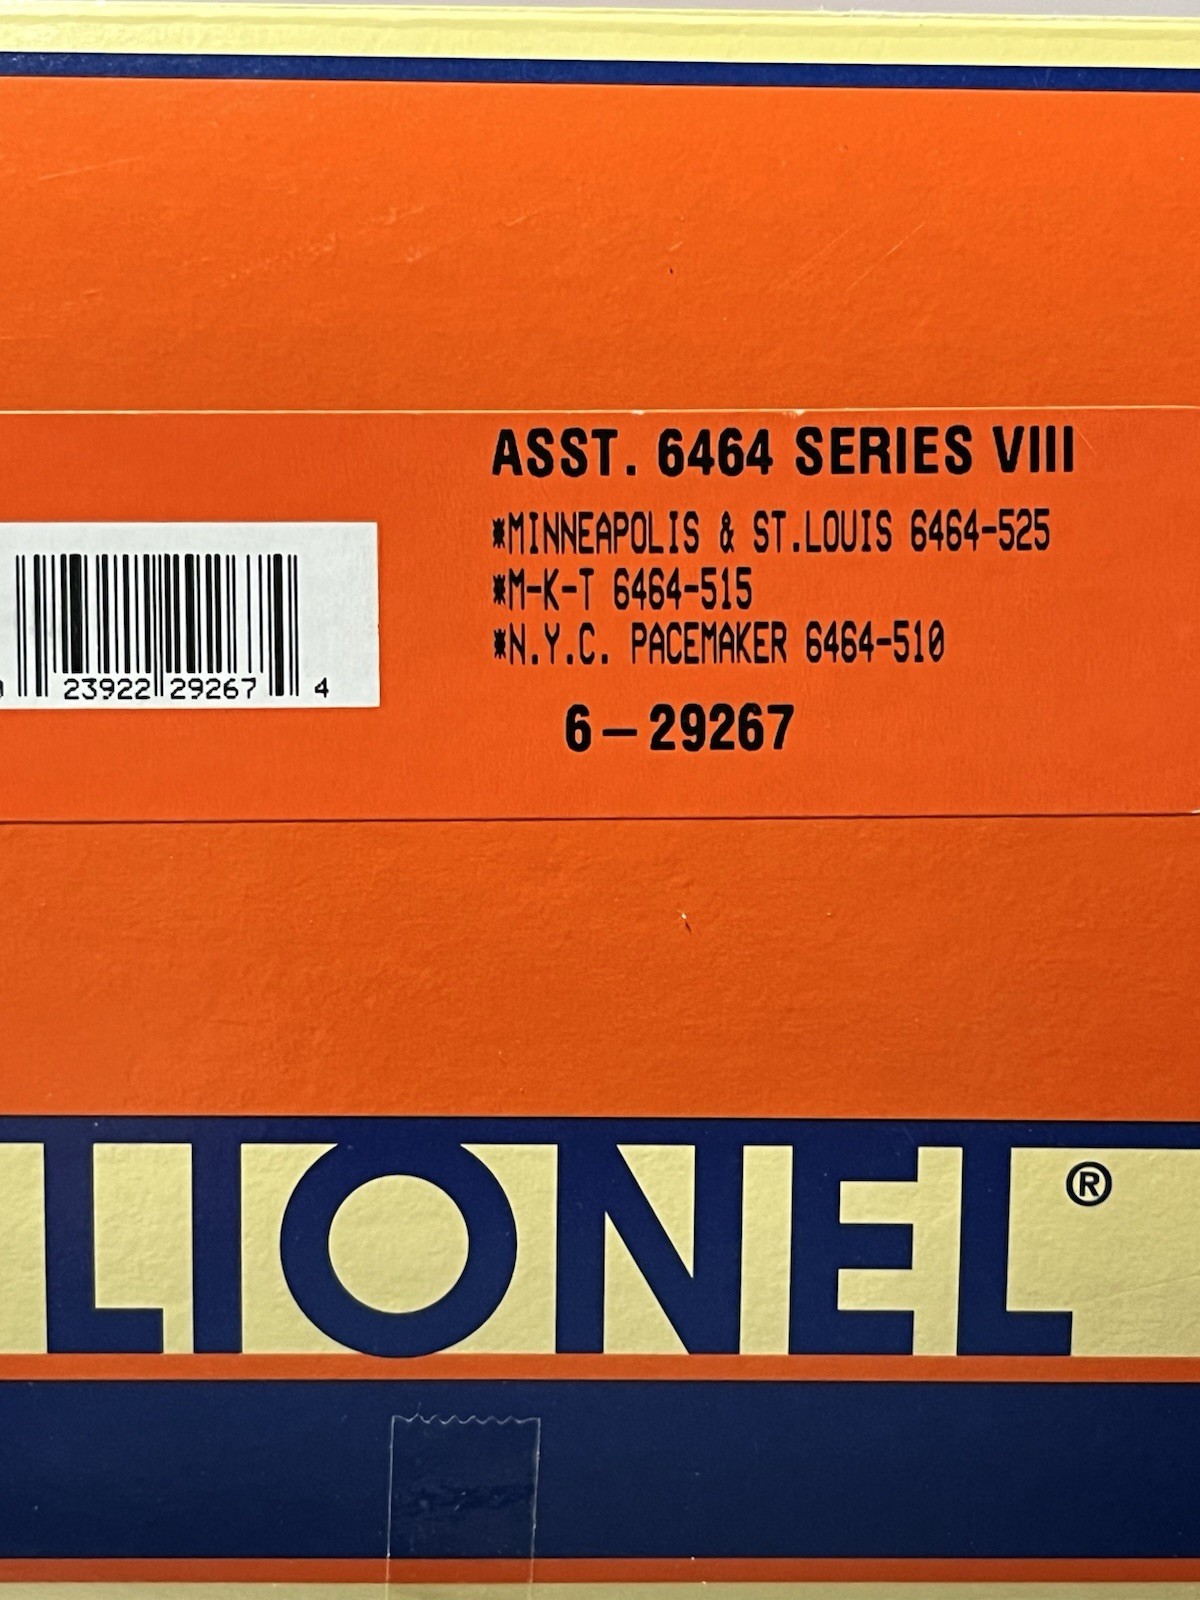 ASST. 6464 SERIES VIII
*MINNEAPOLIS & ST.LOUIS 6464-525
*M-K-T 6464-515
*N.Y.C. PACEMAKER 6464-510
6-29267
23922 29267 4
LIONEL®